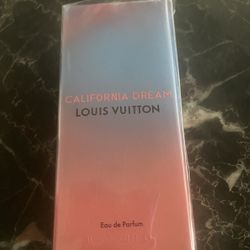 CALIFORNIA DREAM
LOUIS VUITTON
Eau de Parfum